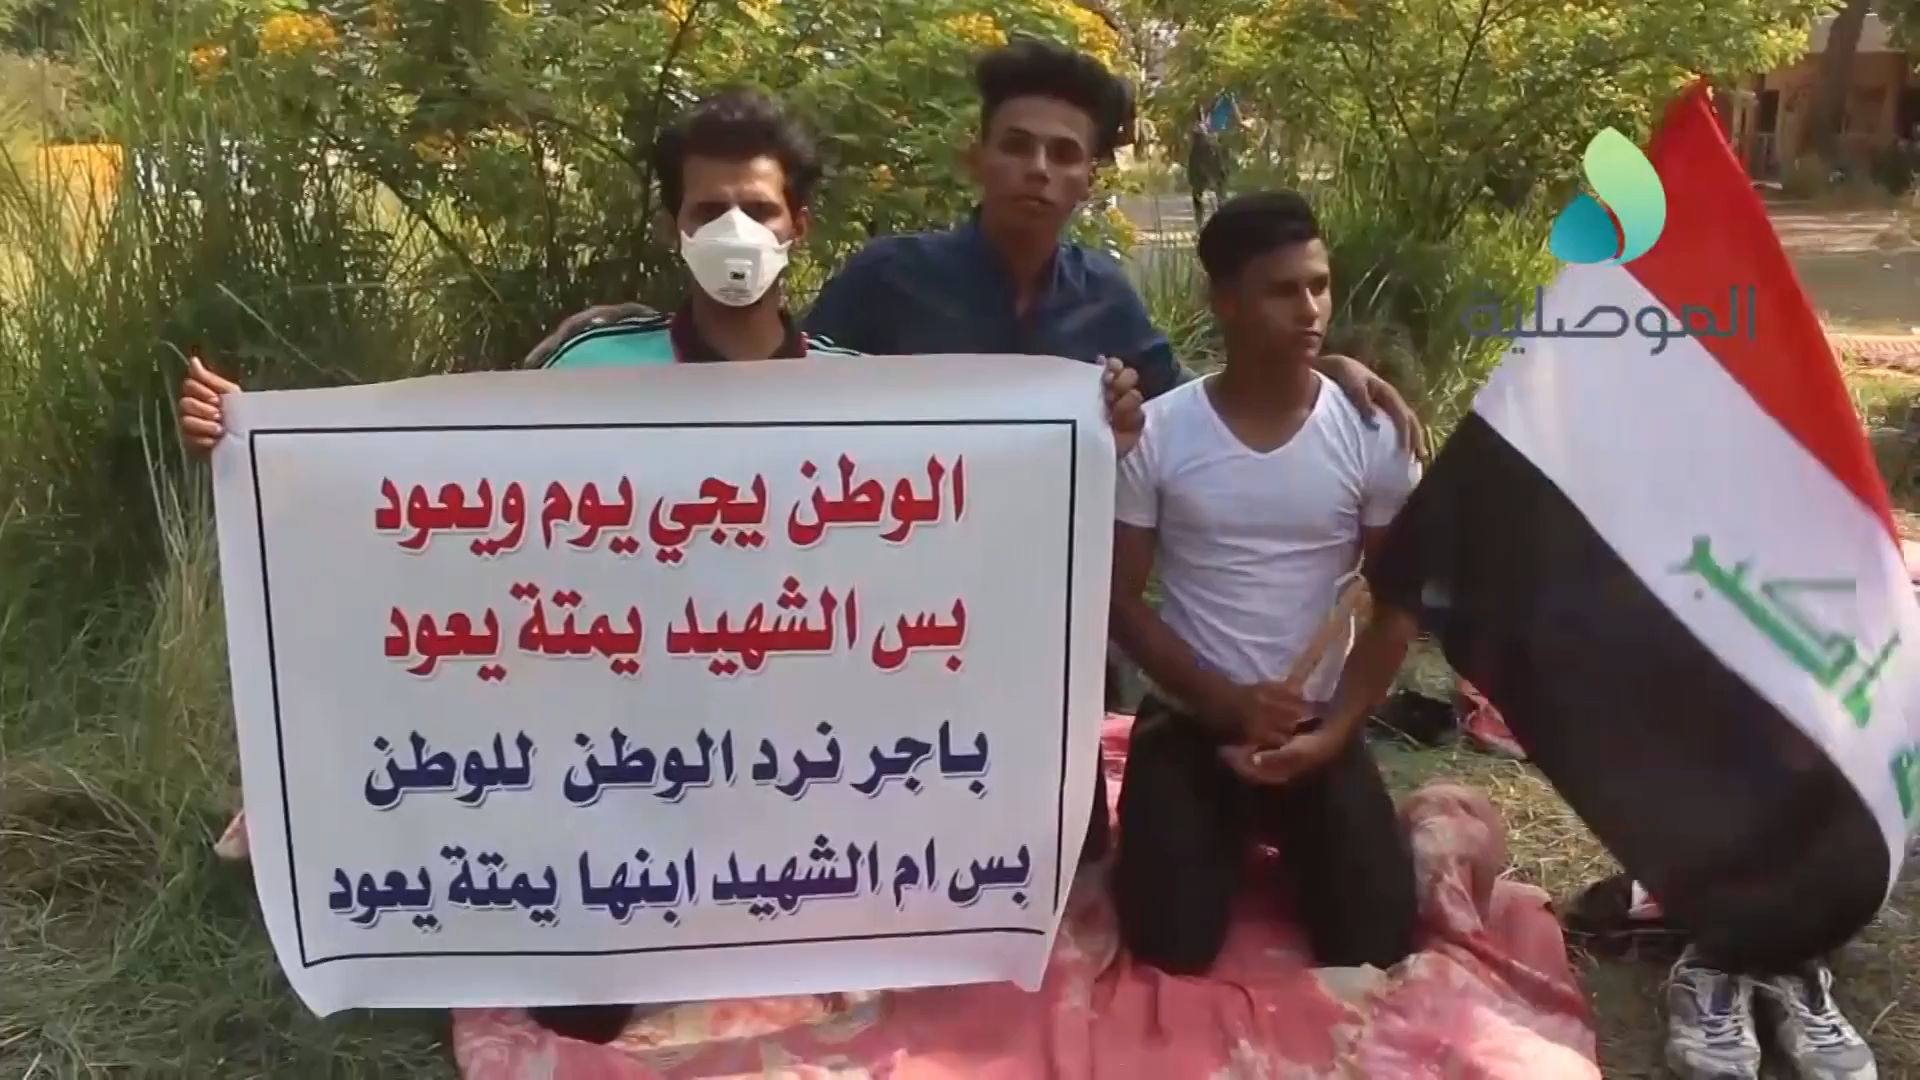 الموصلية
الوطن يجي يوم ويعود
بس الشهيد يمتة يعود
باجر نرد الوطن للوطن
بس ام الشهيد ابنها يمتة يعود
اكبر